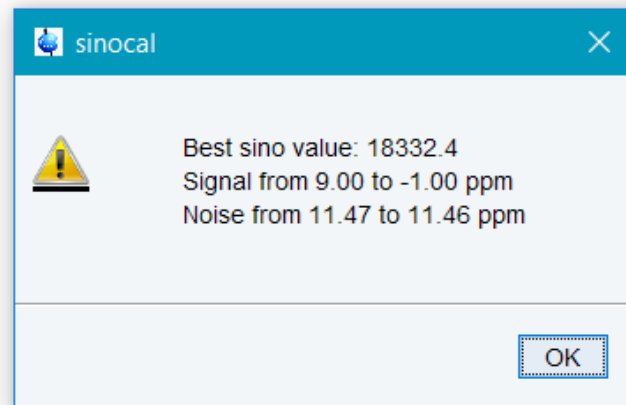 sinocal
Best sino value: 18332.4
Signal from 9.00 to -1.00 ppm
Noise from 11.47 to 11.46 ppm
OK